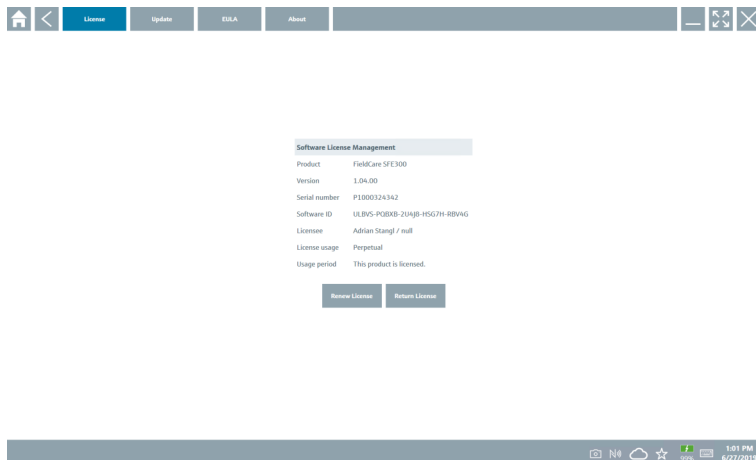 License Update EULA About
Software License Management
Product FieldCare SFE300
Version 1.04.00
Serial number P1000324342
Software ID ULBVS-PQBXB-2U4J8-HSG7H-RBV4G
Licensee Adrian Stangl / null
License usage Perpetual
Usage period This product is licensed.
Renew License Return License
1:01 PM
99% 6/27/2019